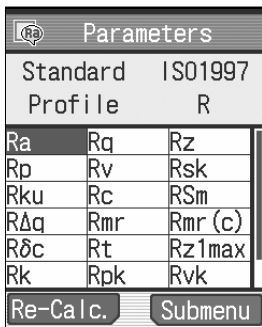 Ra Parameters
Standard ISO1997
Profile R
Ra Rq Rz
Rp Rv Rsk
Rku Rc RSm
RΔq Rmr Rmr(c)
Rδc Rt Rz1max
Rk Rpk Rvk
Re-Calc. Submenu